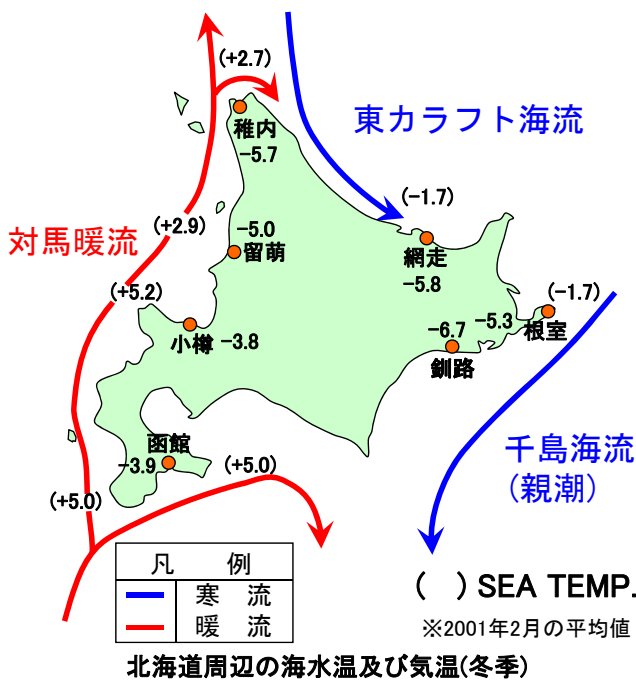 (+2.7)
稚内
-5.7
東カラフト海流
(-1.7)
対馬暖流
(+2.9)
-5.0
留萌
網走
-5.8
(+5.2)
小樽
-3.8
-6.7
-5.3
(-1.7)
根室
釧路
函館
-3.9
(+5.0)
(+5.0)
千島海流
(親潮)
凡 例
寒 流
暖 流
( ) SEA TEMP.
※2001年2月の平均値
北海道周辺の海水温及び気温(冬季)